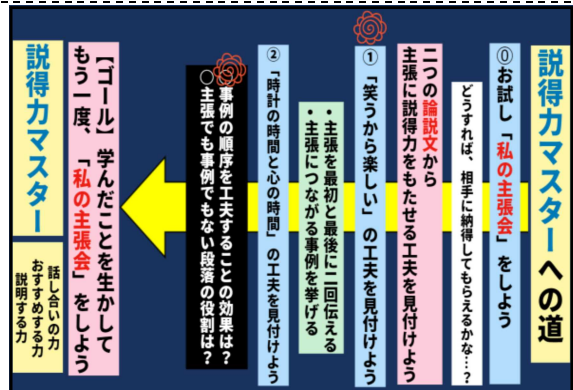 説得力マスターへの道
⓪お試し「私の主張会」をしよう
どうすれば、相手に納得してもらえるかな…？
二つの論説文から
主張に説得力をもたせる工夫を見付けよう
①「笑うから楽しい」の工夫を見付けよう
・主張を最初と最後に二回伝える
・主張につながる事例を挙げる
②「時計の時間と心の時間」の工夫を見付けよう
○事例の順序を工夫することの効果は？
○主張でも事例でもない段落の役割は？
【ゴール】学んだことを生かして
もう一度、「私の主張会」をしよう
説得力マスター
話し合いの力
おすすめする力
説明する力